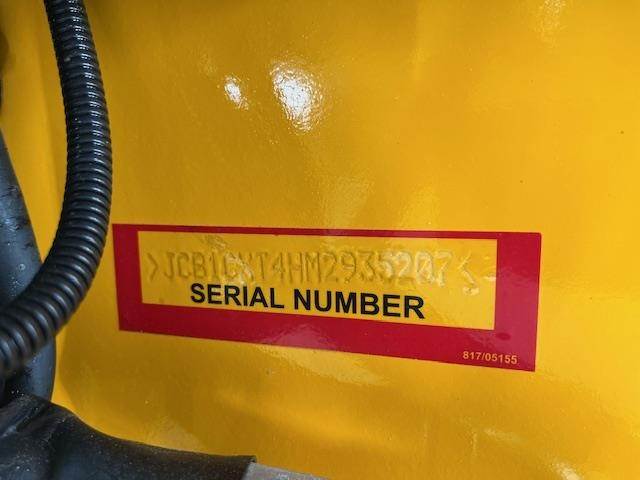 >JCB1CXT4HM2935207<
SERIAL NUMBER
817/05155